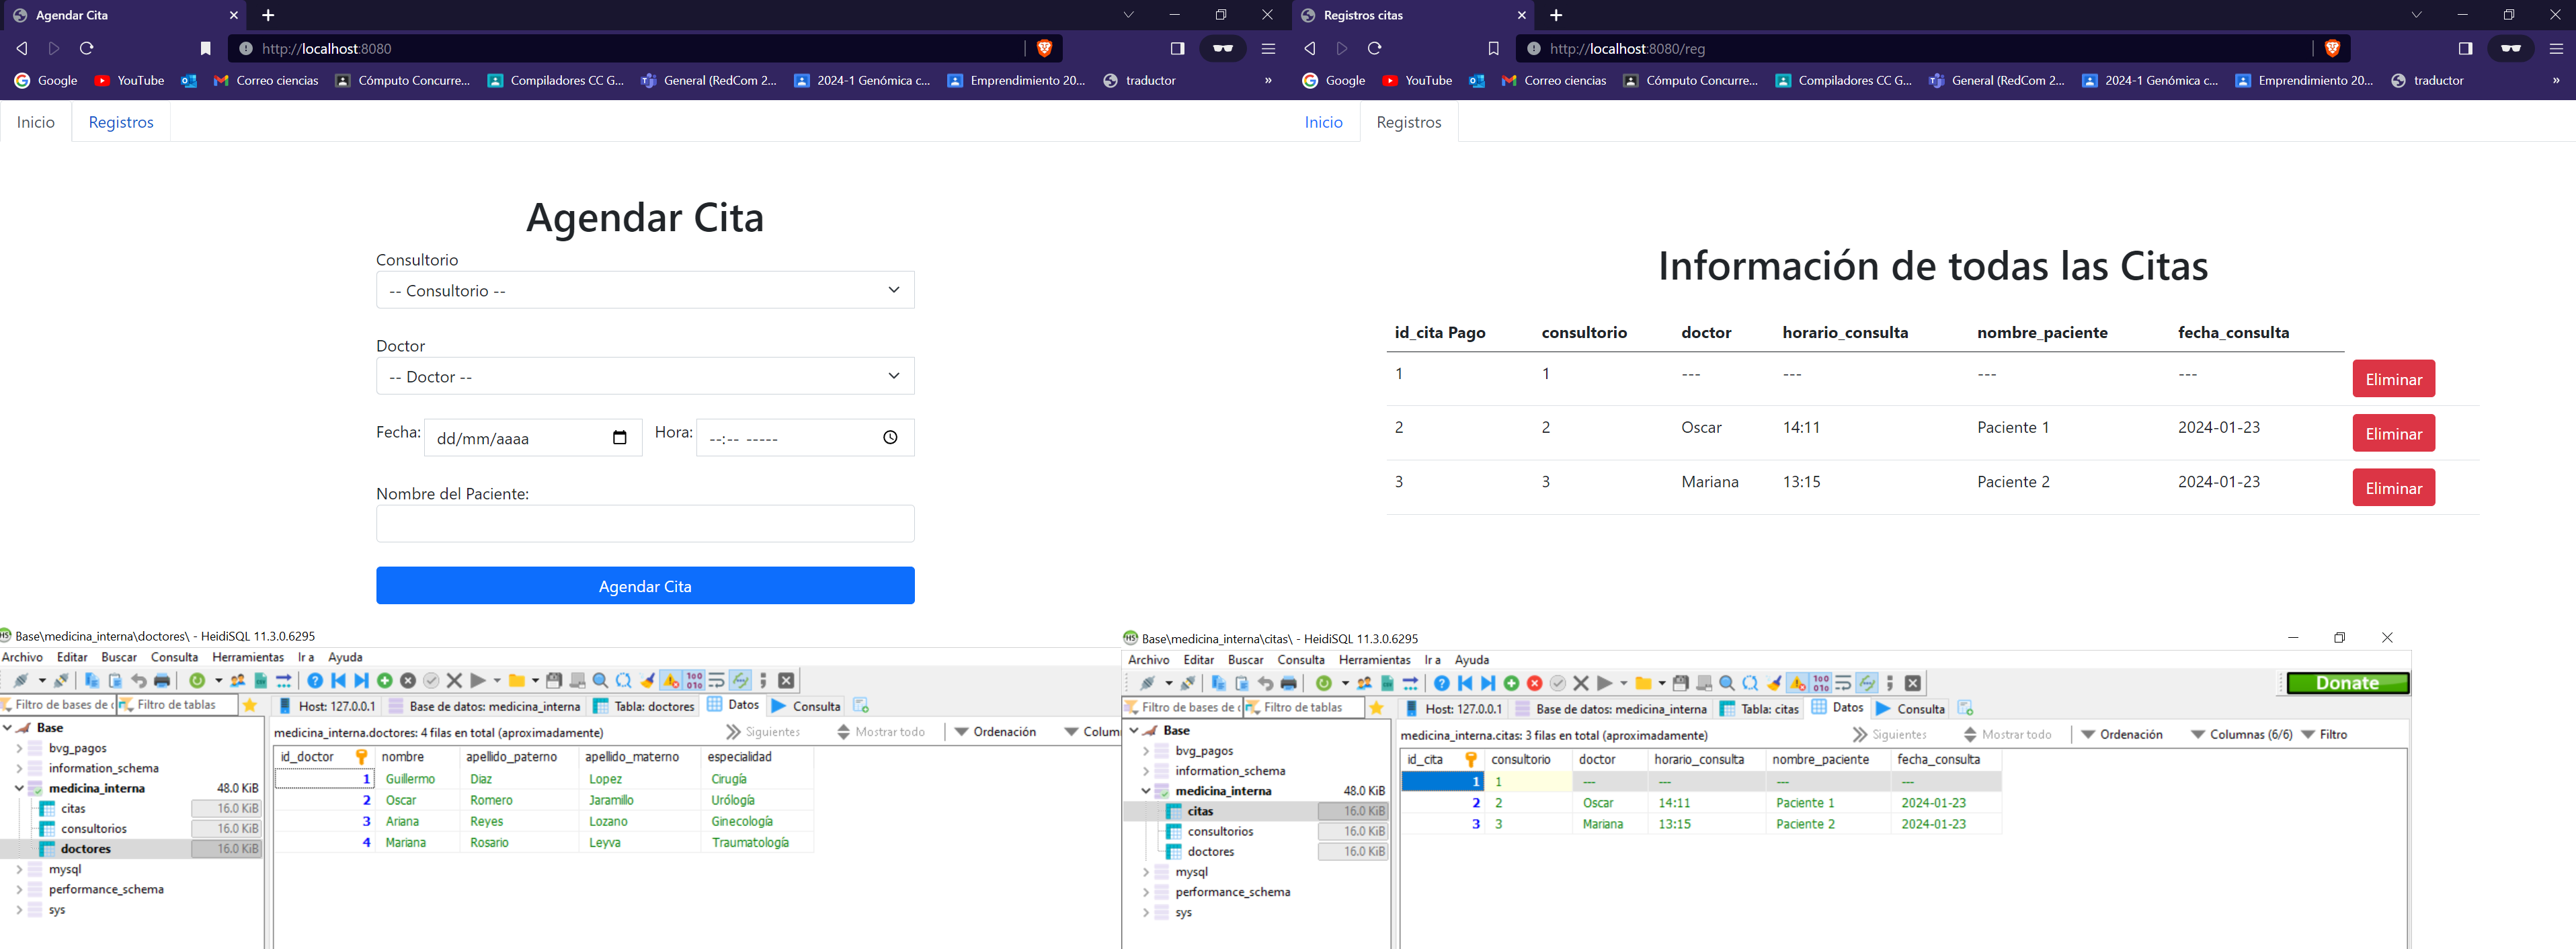 Agendar Cita
http://localhost:8080
Google YouTube Correo ciencias Cómputo Concurre... Compiladores CC G... General (RedCom 2... 2024-1 Genómica c... Emprendimiento 20... traductor »
Inicio Registros
Agendar Cita
Consultorio
-- Consultorio --
Doctor
-- Doctor --
Fecha: dd/mm/aaaa Hora: --:-- -----
Nombre del Paciente:
Agendar Cita
Registros citas
http://localhost:8080/reg
Google YouTube Correo ciencias Cómputo Concurre... Compiladores CC G... General (RedCom 2... 2024-1 Genómica c... Emprendimiento 20... traductor »
Inicio Registros
Información de todas las Citas
id_cita Pago consultorio doctor horario_consulta nombre_paciente fecha_consulta
1 1 --- --- --- --- Eliminar
2 2 Oscar 14:11 Paciente 1 2024-01-23 Eliminar
3 3 Mariana 13:15 Paciente 2 2024-01-23 Eliminar
Base\medicina_interna\doctores\ - HeidiSQL 11.3.0.6295
Archivo Editar Buscar Consulta Herramientas Ir a Ayuda
Filtro de bases de Filtro de tablas Host: 127.0.0.1 Base de datos: medicina_interna Tabla: doctores Datos Consulta
medicina_interna.doctores: 4 filas en total (aproximadamente) Siguientes Mostrar todo Ordenación Colum
Base
bvg_pagos
information_schema
medicina_interna 48.0 KiB
citas 16.0 KiB
consultorios 16.0 KiB
doctores 16.0 KiB
mysql
performance_schema
sys
id_doctor nombre apellido_paterno apellido_materno especialidad
1 Guillermo Diaz Lopez Cirugía
2 Oscar Romero Jaramillo Urólogía
3 Ariana Reyes Lozano Ginecología
4 Mariana Rosario Leyva Traumatología
Base\medicina_interna\citas\ - HeidiSQL 11.3.0.6295
Archivo Editar Buscar Consulta Herramientas Ir a Ayuda
Donate
Filtro de bases de Filtro de tablas Host: 127.0.0.1 Base de datos: medicina_interna Tabla: citas Datos Consulta
medicina_interna.citas: 3 filas en total (aproximadamente) Siguientes Mostrar todo Ordenación Columnas (6/6) Filtro
Base
bvg_pagos
information_schema
medicina_interna 48.0 KiB
citas 16.0 KiB
consultorios 16.0 KiB
doctores 16.0 KiB
mysql
performance_schema
sys
id_cita consultorio doctor horario_consulta nombre_paciente fecha_consulta
1 1 --- --- --- ---
2 2 Oscar 14:11 Paciente 1 2024-01-23
3 3 Mariana 13:15 Paciente 2 2024-01-23